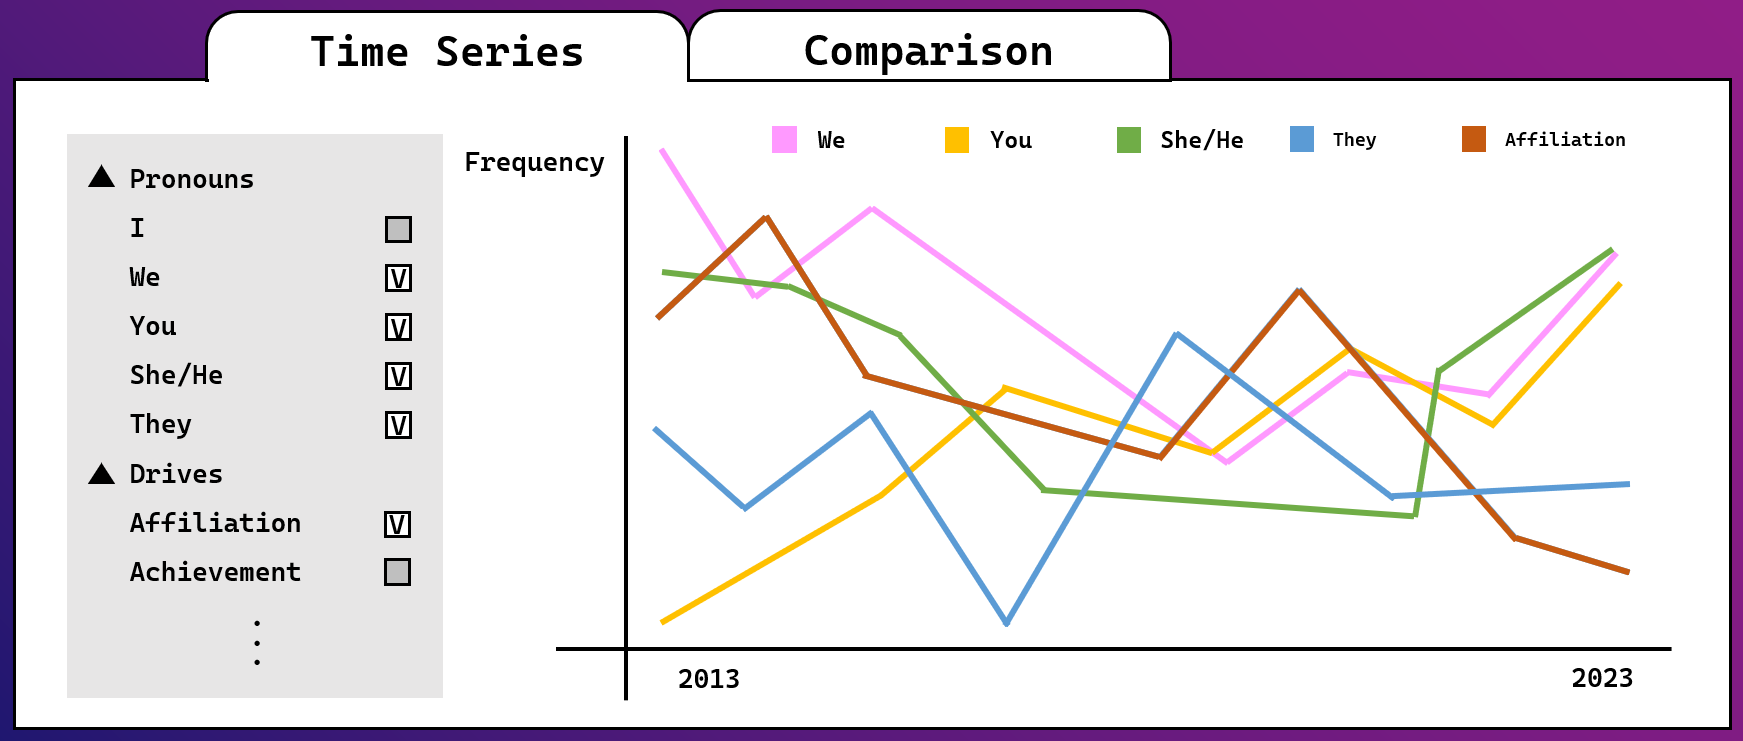 Time Series
Comparison
Pronouns
I
We V
You V
She/He V
They V
Drives
Affiliation V
Achievement
Frequency
We You She/He They Affiliation
2013 2023